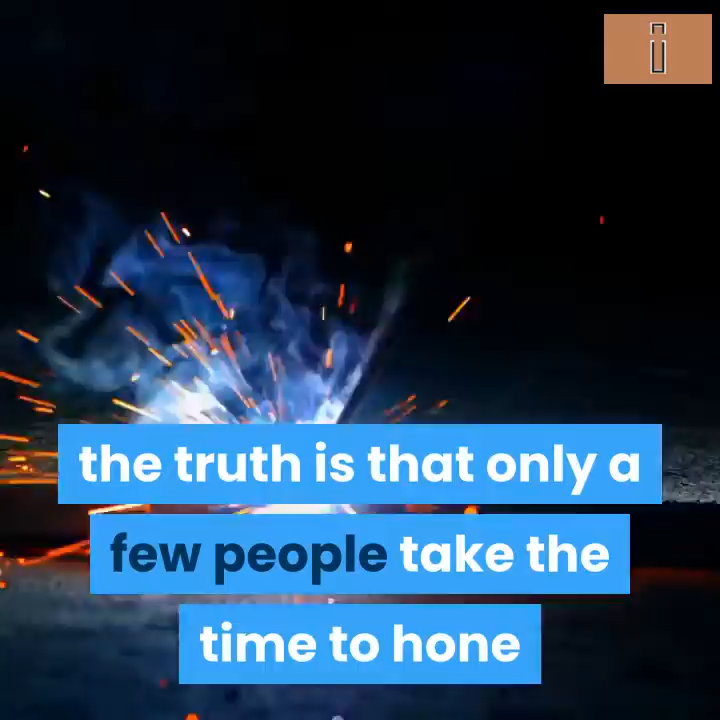 i
the truth is that only a
few people take the
time to hone